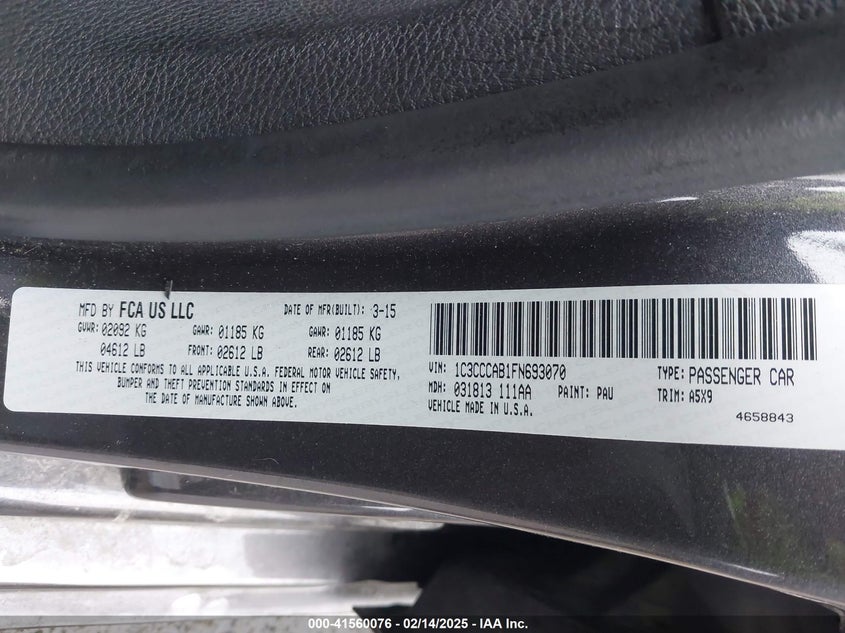 MFD BY FCA US LLC
DATE OF MFR(BUILT): 3-15
GVWR: 02092 KG GAWR: 01185 KG GAWR: 01185 KG
04612 LB FRONT: 02612 LB REAR: 02612 LB
THIS VEHICLE CONFORMS TO ALL APPLICABLE U.S.A. FEDERAL MOTOR VEHICLE SAFETY,
BUMPER AND THEFT PREVENTION STANDARDS IN EFFECT ON
THE DATE OF MANUFACTURE SHOWN ABOVE.
VIN: 1C3CCCAB1FN693070 TYPE: PASSENGER CAR
MDH: 031813 111AA PAINT: PAU TRIM: A5X9
VEHICLE MADE IN U.S.A.
4658843
000-41560076 - 02/14/2025 - IAA Inc.